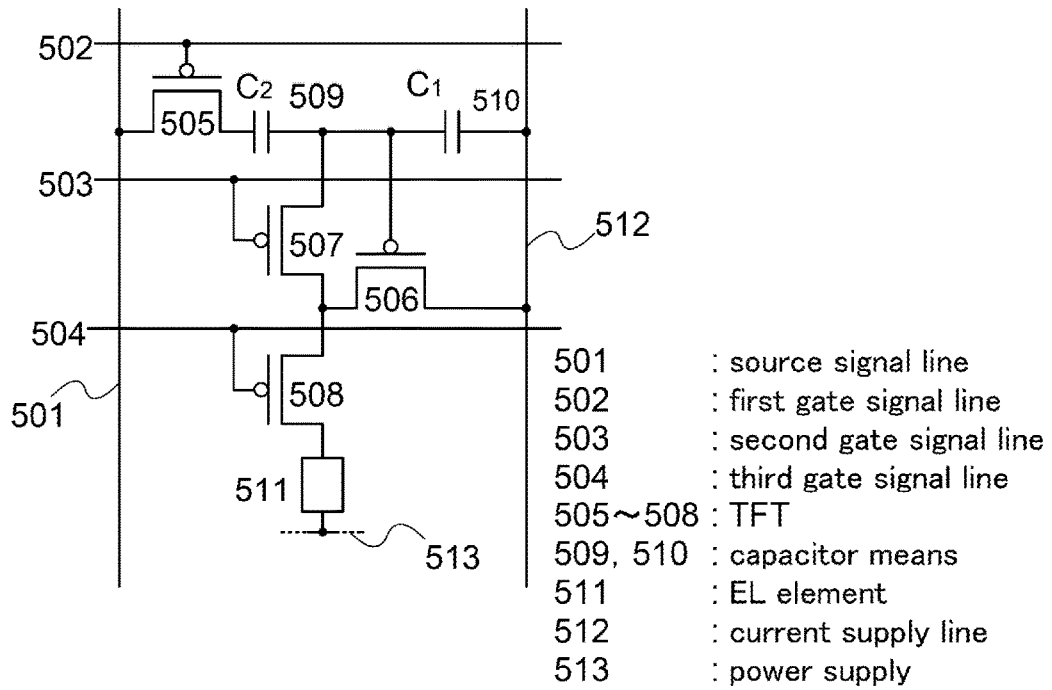 502
C2
509
C1
510
505
503
507
512
506
504
508
501
511
513
501 : source signal line
502 : first gate signal line
503 : second gate signal line
504 : third gate signal line
505～508 : TFT
509, 510 : capacitor means
511 : EL element
512 : current supply line
513 : power supply